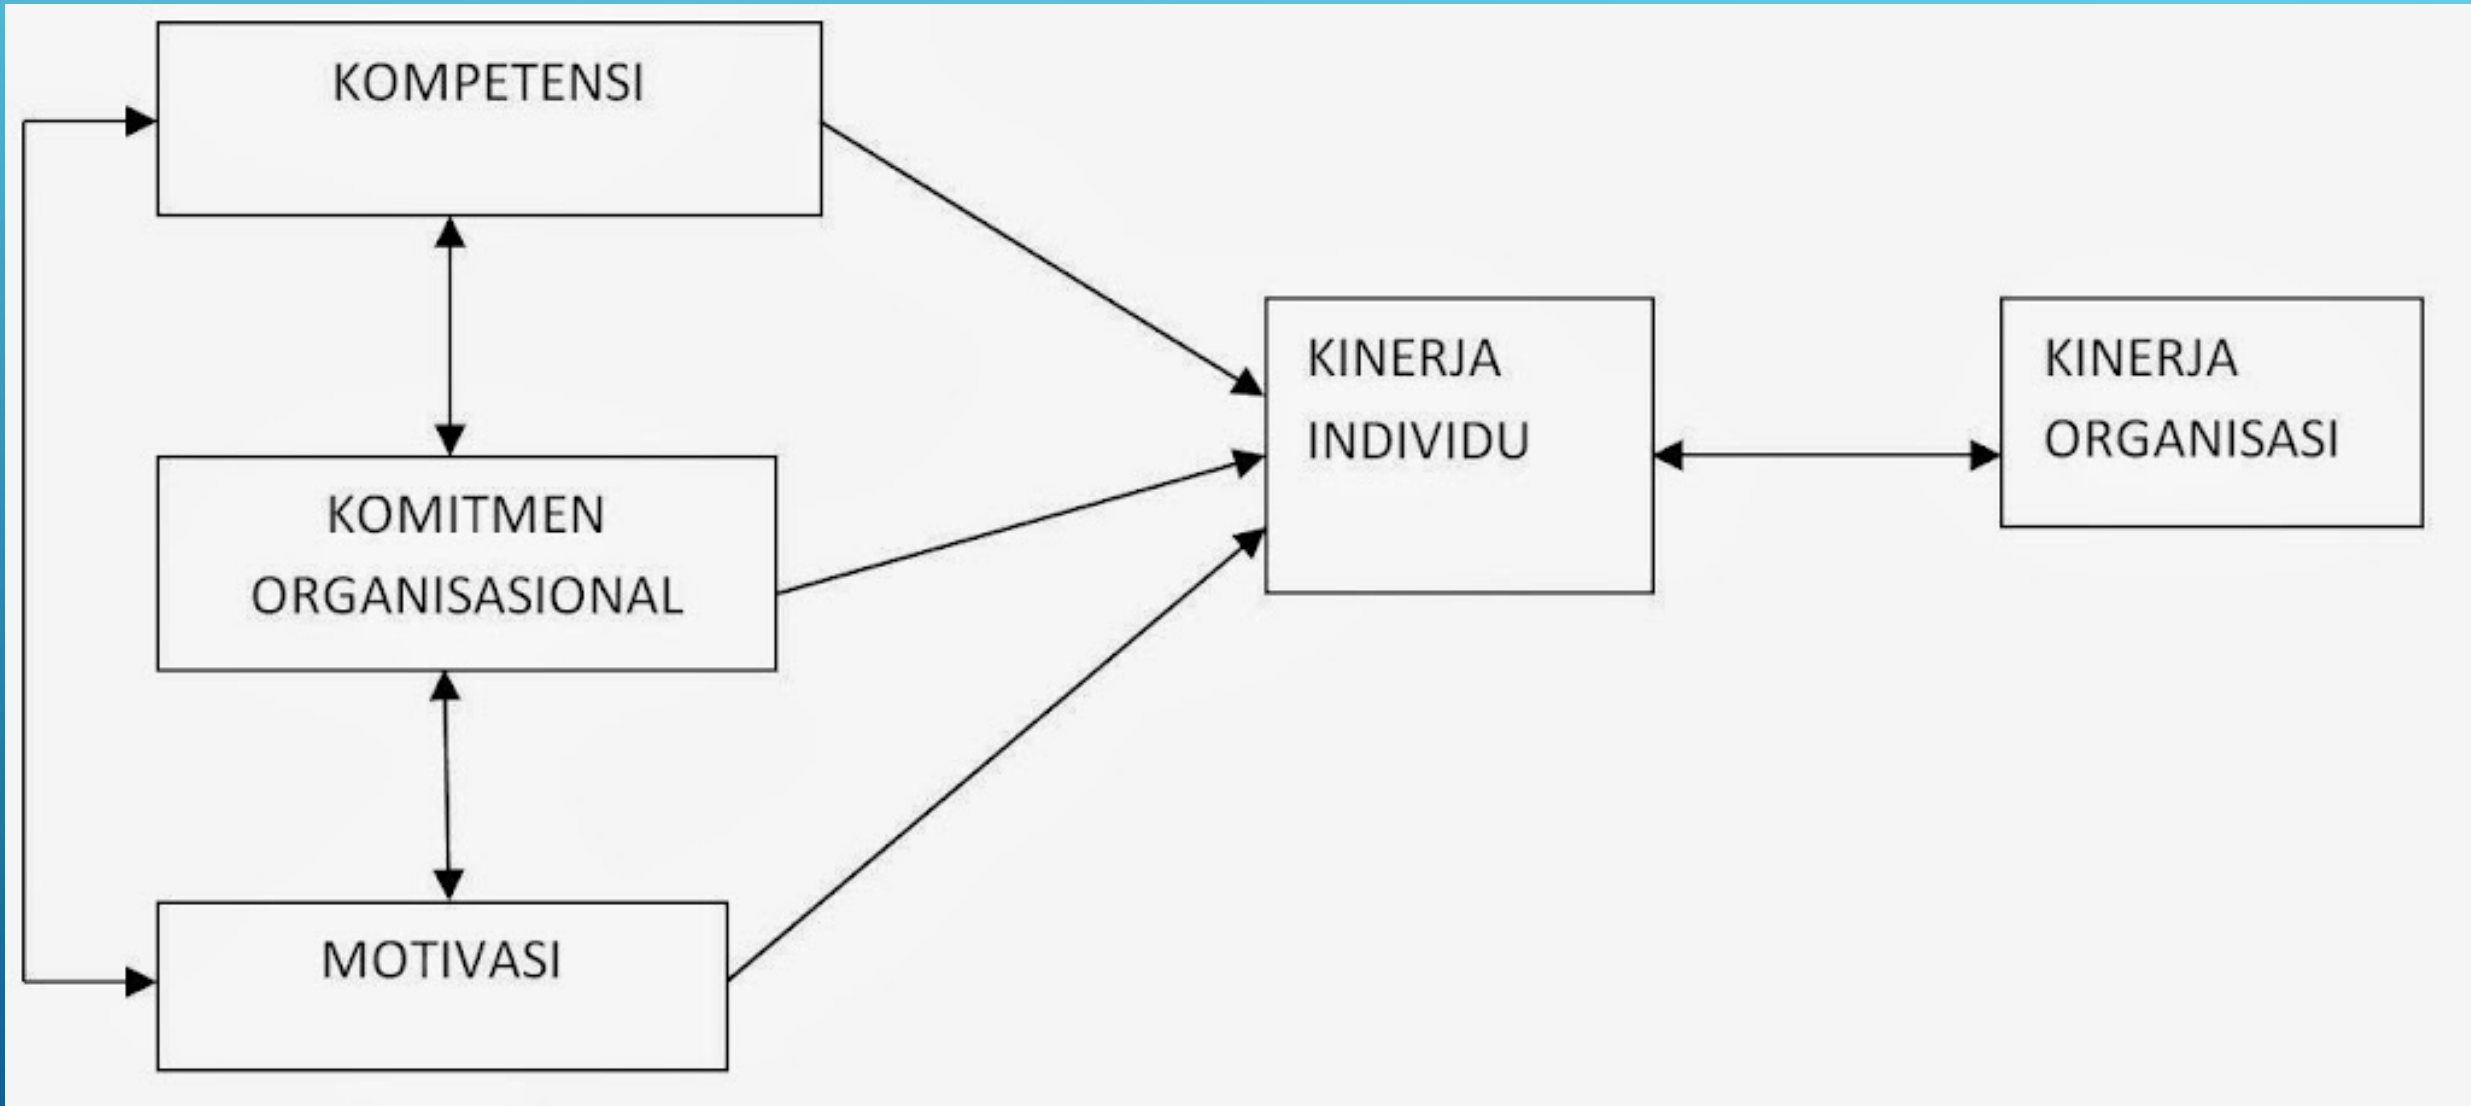 KOMPETENSI
KOMITMEN
ORGANISASIONAL
MOTIVASI
KINERJA
INDIVIDU
KINERJA
ORGANISASI